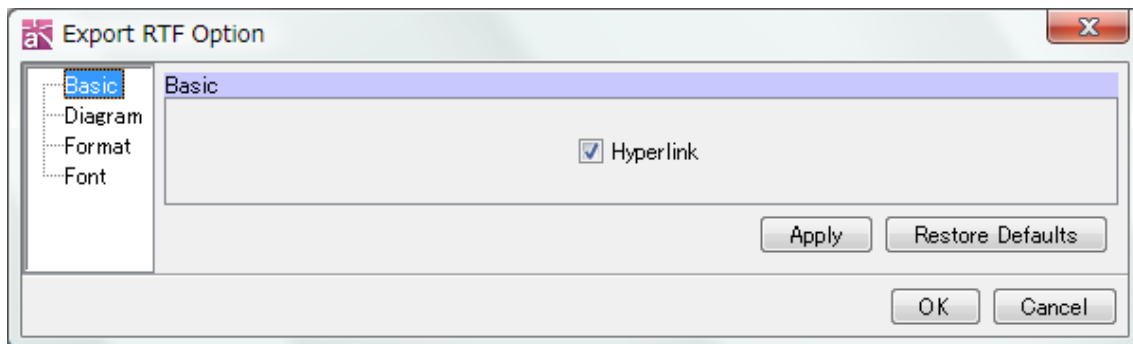 Export RTF Option
Basic
Diagram
Format
Font
Basic
Hyperlink
Apply Restore Defaults
OK Cancel